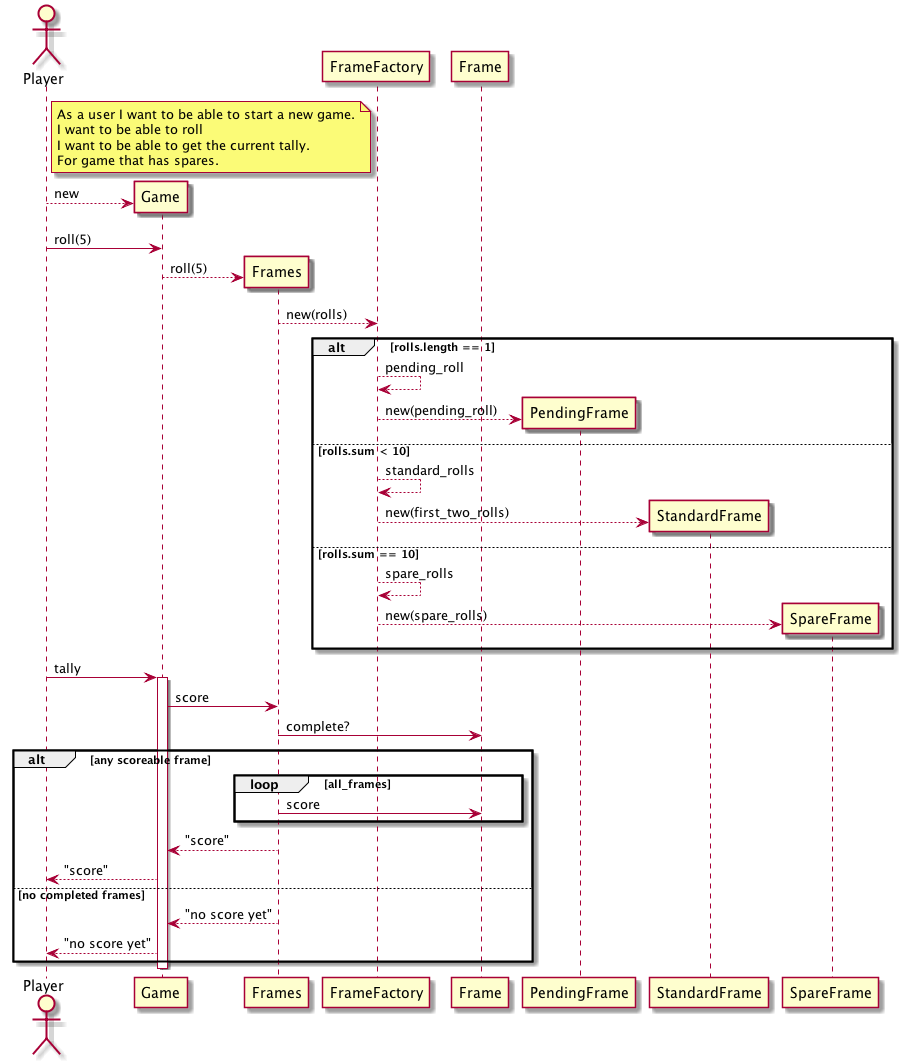 Player
FrameFactory
Frame
As a user I want to be able to start a new game.
I want to be able to roll
I want to be able to get the current tally.
For game that has spares.
new
Game
roll(5)
roll(5)
Frames
new(rolls)
alt
[rolls.length == 1]
pending_roll
new(pending_roll)
PendingFrame
[rolls.sum < 10]
standard_rolls
new(first_two_rolls)
StandardFrame
[rolls.sum == 10]
spare_rolls
new(spare_rolls)
SpareFrame
tally
score
complete?
alt
[any scoreable frame]
loop
[all_frames]
score
"score"
"score"
[no completed frames]
"no score yet"
"no score yet"
Player
Game
Frames
FrameFactory
Frame
PendingFrame
StandardFrame
SpareFrame